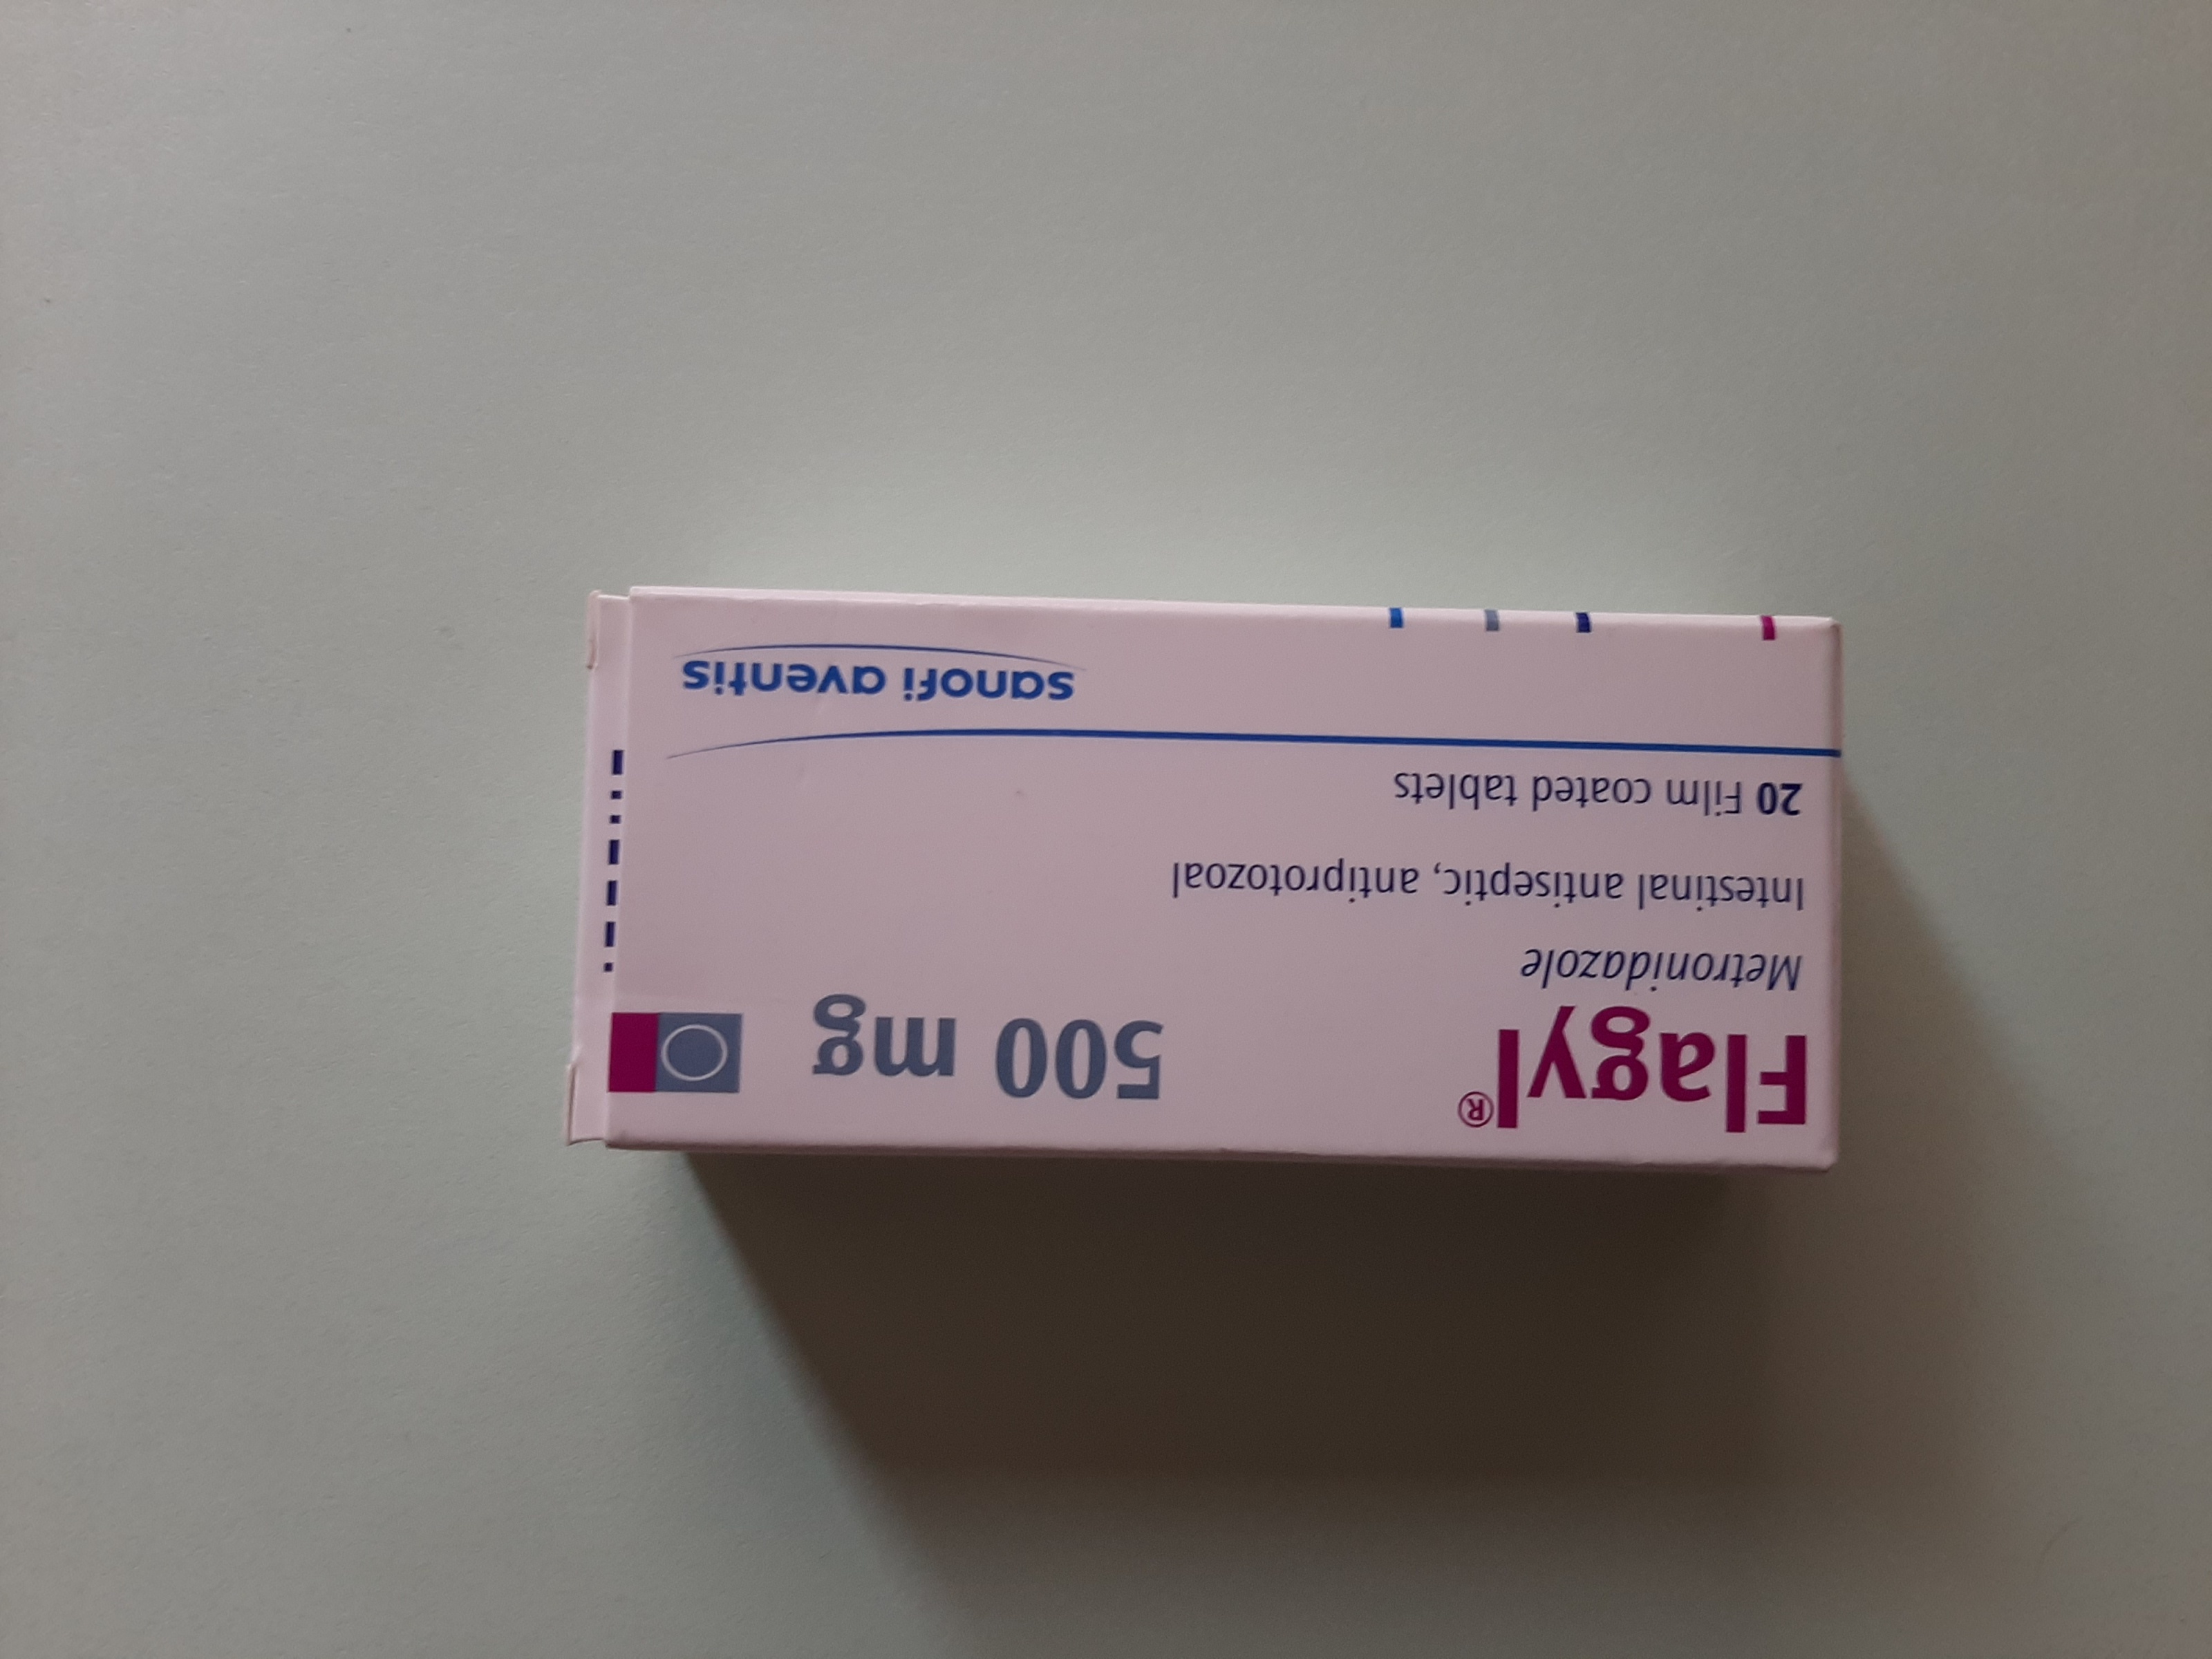 Flagyl® 500 mg
Metronidazole
Intestinal antiseptic, antiprotozoal
20 Film coated tablets
sanofi aventis